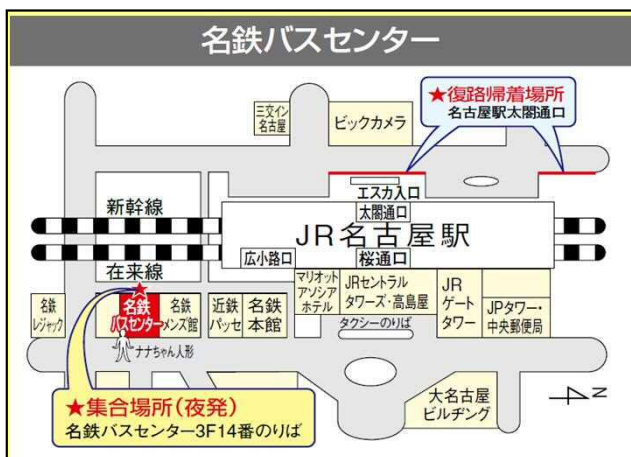 名鉄バスセンター
★復路帰着場所
名古屋駅太閤通口
三交イン
名古屋
ビックカメラ
エスカ入口
太閤通口
新幹線
JR名古屋駅
在来線
広小路口
桜通口
名鉄
レジャック
名鉄
バスセンター
名鉄
メンズ館
近鉄
パッセ
名鉄
本館
マリオット
アソシア
ホテル
JRセントラル
タワーズ・高島屋
タクシーのりば
JR
ゲート
タワー
JPタワー・
中央郵便局
ナナちゃん人形
★集合場所(夜発)
名鉄バスセンター3F14番のりば
大名古屋
ビルヂング
N